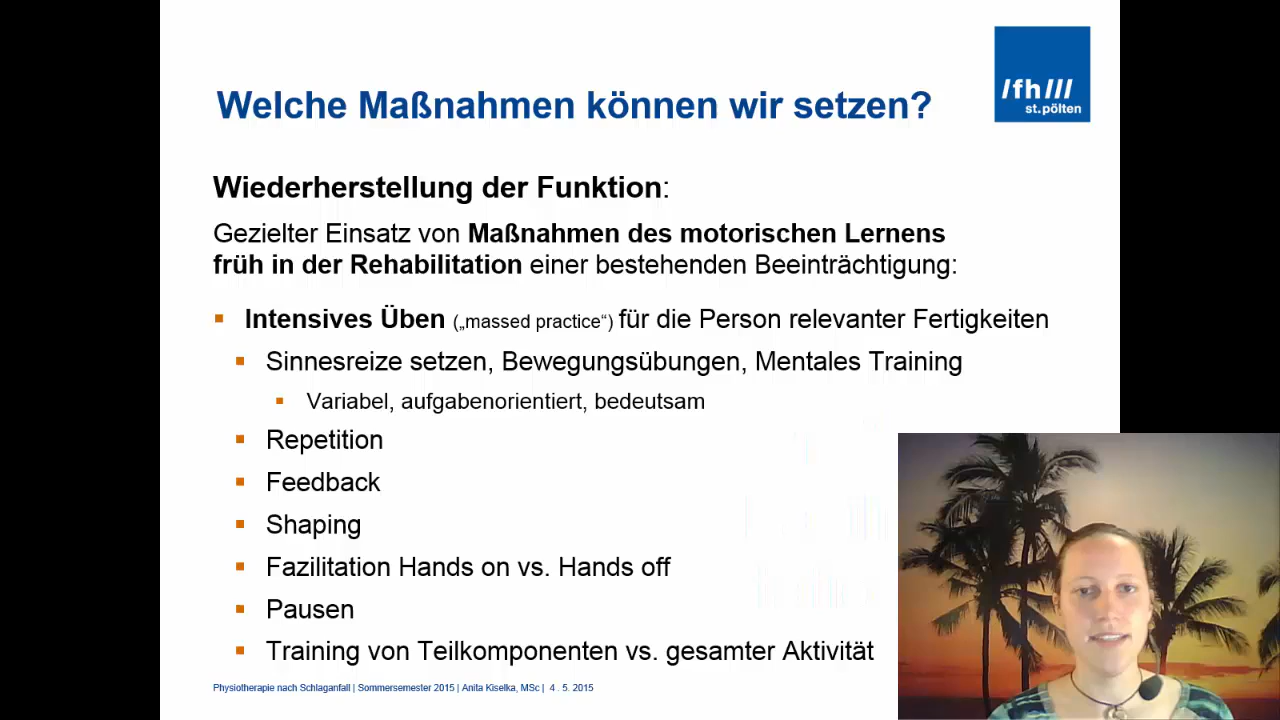 /fh///
st.pölten
Welche Maßnahmen können wir setzen?
Wiederherstellung der Funktion:
Gezielter Einsatz von Maßnahmen des motorischen Lernens
früh in der Rehabilitation einer bestehenden Beeinträchtigung:
Intensives Üben („massed practice“) für die Person relevanter Fertigkeiten
Sinnesreize setzen, Bewegungsübungen, Mentales Training
Variabel, aufgabenorientiert, bedeutsam
Repetition
Feedback
Shaping
Fazilitation Hands on vs. Hands off
Pausen
Training von Teilkomponenten vs. gesamter Aktivität
Physiotherapie nach Schlaganfall | Sommersemester 2015 | Anita Kiselka, MSc | 4 . 5. 2015